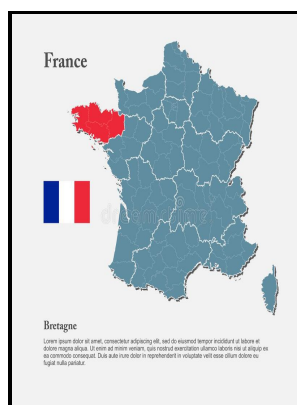 France
dreamstime
Bretagne
Lorem ipsum dolor sit amet, consectetur adipiscing elit, sed do eiusmod tempor incididunt ut labore et
dolore magna aliqua. Ut enim ad minim veniam, quis nostrud exercitation ullamco laboris nisi ut aliquip ex
ea commodo consequat. Duis aute irure dolor in reprehenderit in voluptate velit esse cillum dolore eu
fugiat nulla pariatur.